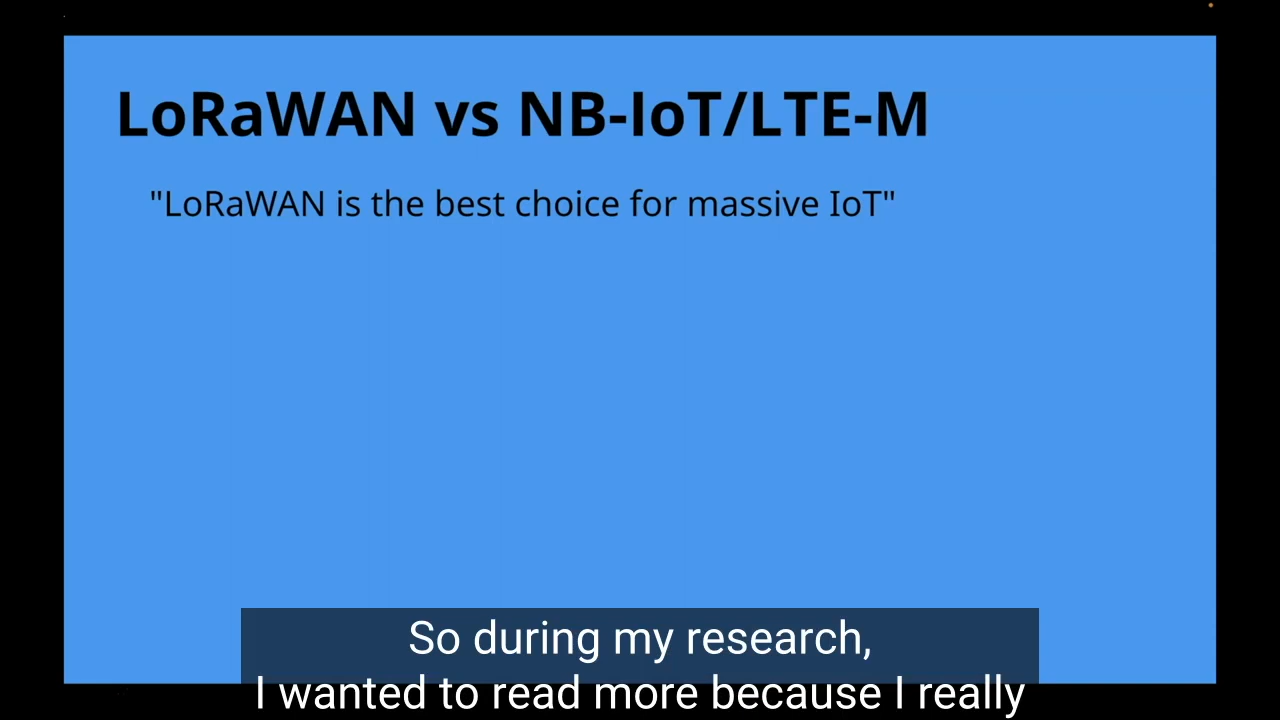 LoRaWAN vs NB-IoT/LTE-M
"LoRaWAN is the best choice for massive IoT"
So during my research,
I wanted to read more because I really